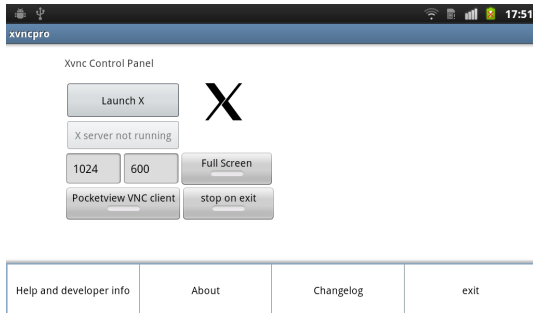 17:51
xvncpro
Xvnc Control Panel
Launch X
X server not running
1024 600 Full Screen
Pocketview VNC client stop on exit
Help and developer info About Changelog exit